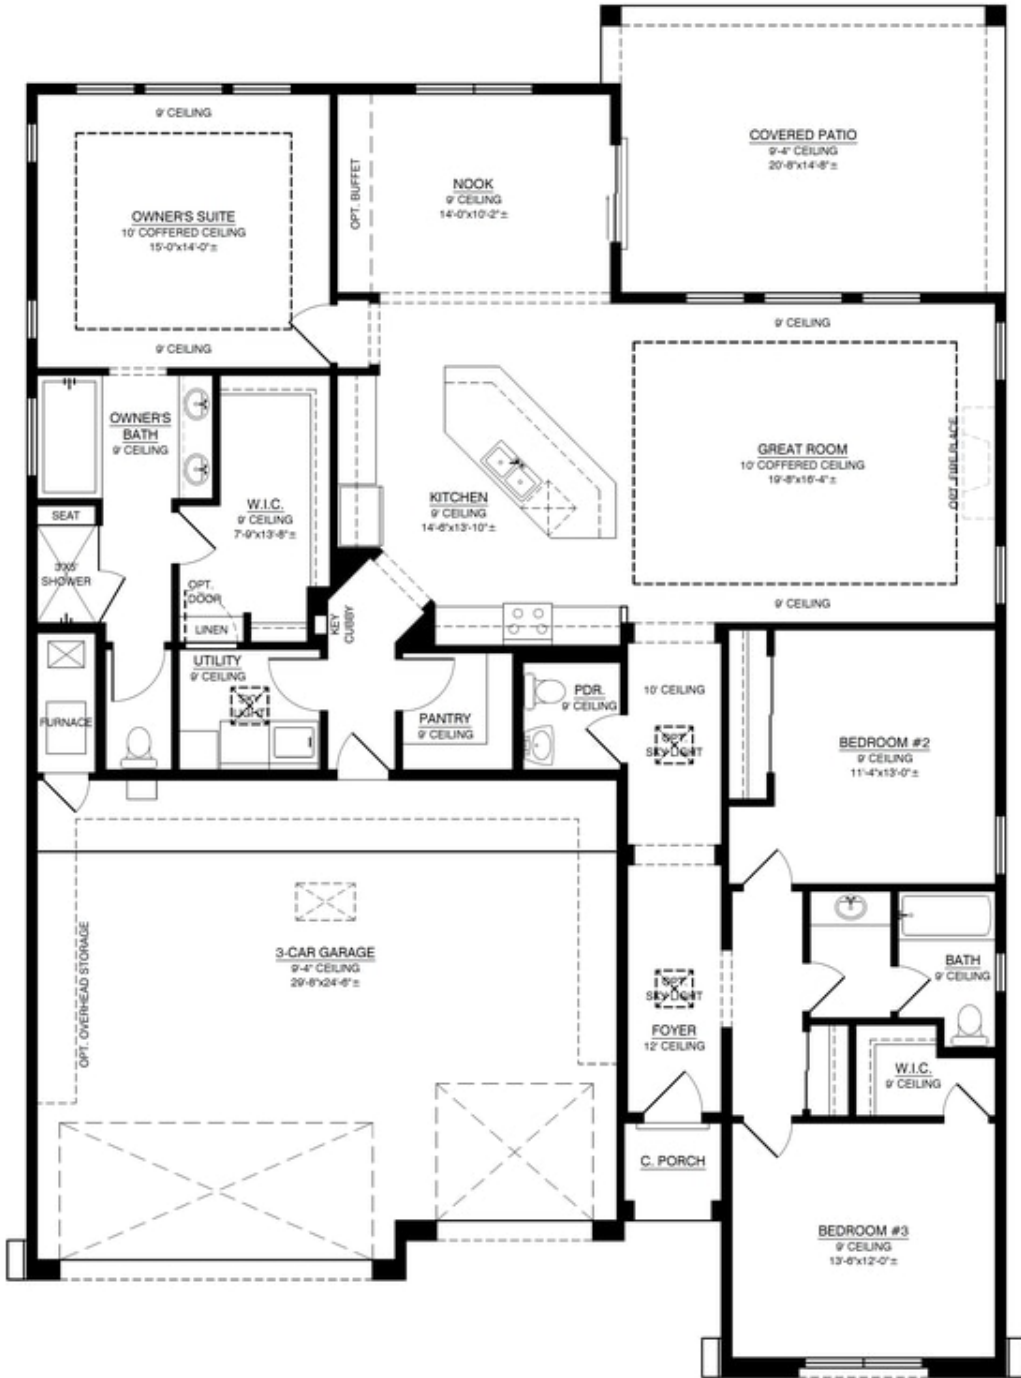 COVERED PATIO
9'-4" CEILING
20'-8"x14'-8"±
9' CEILING
OWNER'S SUITE
10' COFFERED CEILING
15'-0"x14'-0"±
9' CEILING
OPT. BUFFET
NOOK
9' CEILING
14'-0"x10'-2"±
9' CEILING
GREAT ROOM
10' COFFERED CEILING
19'-8"x16'-4"±
9' CEILING
OPT. FIREPLACE
OWNER'S
BATH
9' CEILING
W.I.C.
9' CEILING
7'-9"x13'-8"±
KITCHEN
9' CEILING
14'-6"x13'-10"±
SEAT
3'X5'
SHOWER
OPT.
DOOR
LINEN
KEY
CUBBY
UTILITY
9' CEILING
SKY
LIGHT
FURNACE
PANTRY
9' CEILING
PDR.
9' CEILING
10' CEILING
OPT.
SKYLIGHT
BEDROOM #2
9' CEILING
11'-4"x13'-0"±
3-CAR GARAGE
9'-4" CEILING
29'-8"x24'-6"±
OPT. OVERHEAD STORAGE
OPT.
SKYLIGHT
FOYER
12' CEILING
BATH
9' CEILING
W.I.C.
9' CEILING
C. PORCH
BEDROOM #3
9' CEILING
13'-6"x12'-0"±